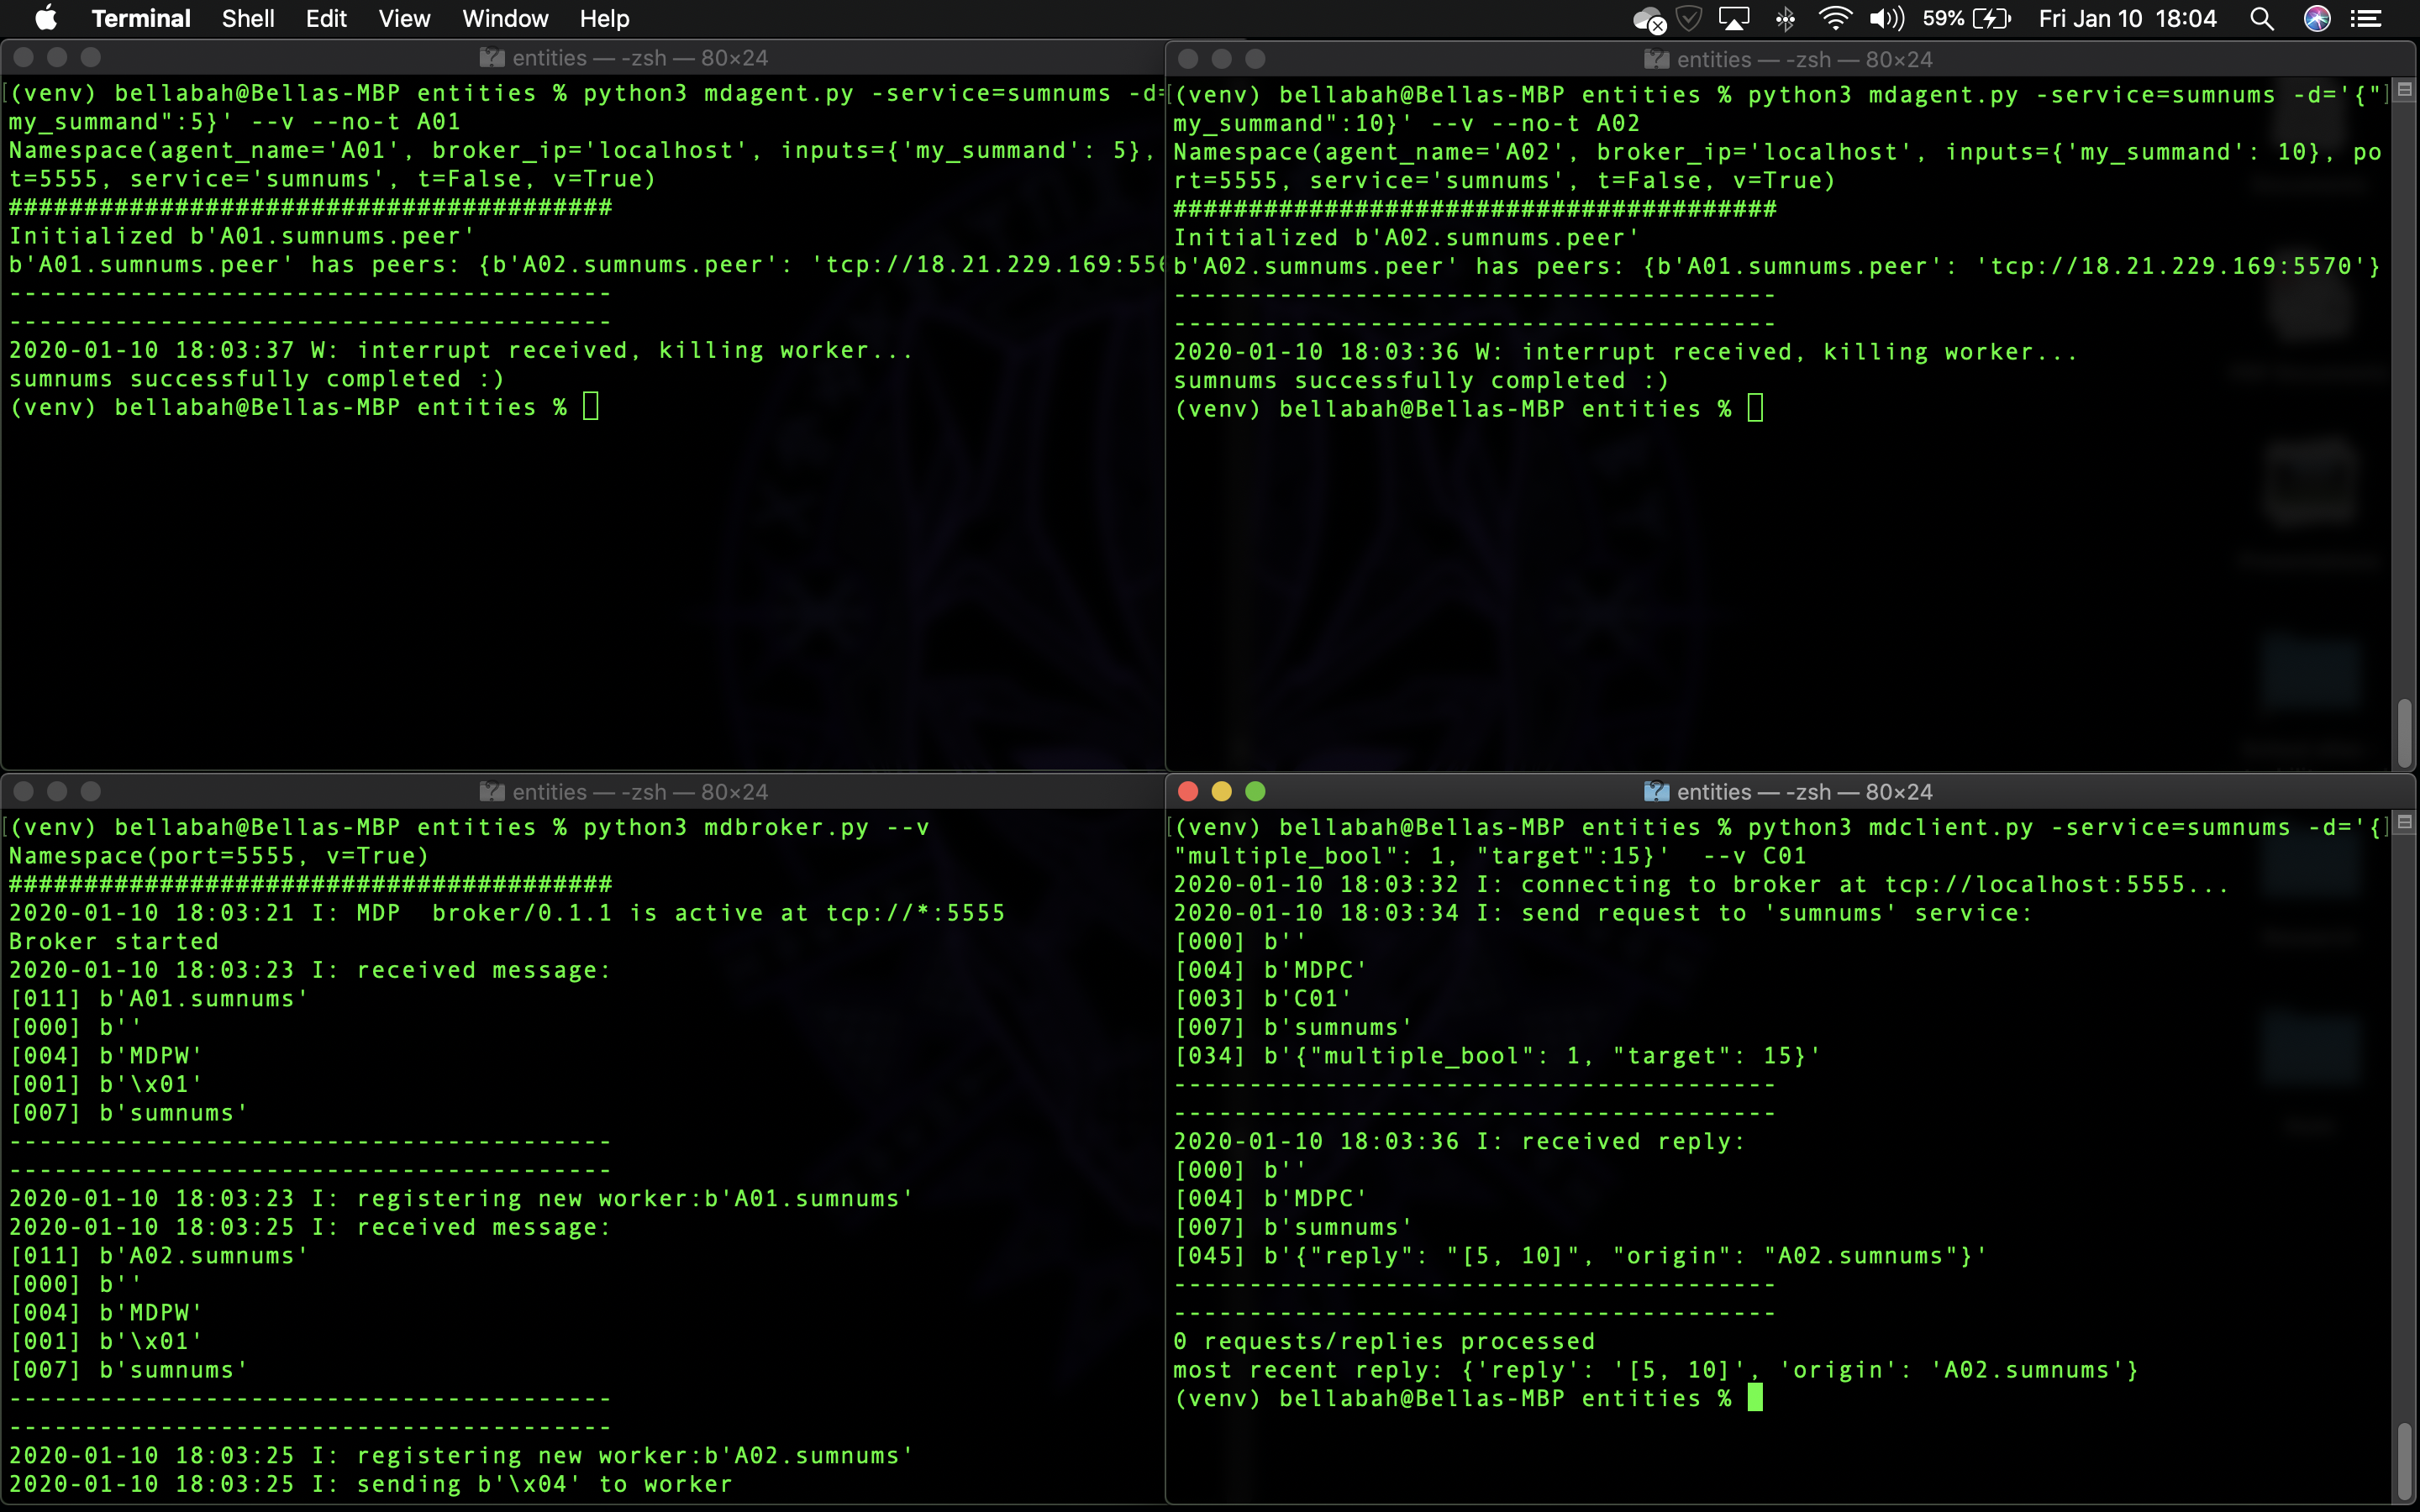 Terminal Shell Edit View Window Help 59% Fri Jan 10 18:04
entities — -zsh — 80×24
(venv) bellabah@Bellas-MBP entities % python3 mdagent.py -service=sumnums -d=
my_summand":5}' --v --no-t A01
Namespace(agent_name='A01', broker_ip='localhost', inputs={'my_summand': 5},
t=5555, service='sumnums', t=False, v=True)
########################################
Initialized b'A01.sumnums.peer'
b'A01.sumnums.peer' has peers: {b'A02.sumnums.peer': 'tcp://18.21.229.169:556
----------------------------------------
----------------------------------------
2020-01-10 18:03:37 W: interrupt received, killing worker...
sumnums successfully completed :)
(venv) bellabah@Bellas-MBP entities %
entities — -zsh — 80×24
(venv) bellabah@Bellas-MBP entities % python3 mdagent.py -service=sumnums -d='{"
my_summand":10}' --v --no-t A02
Namespace(agent_name='A02', broker_ip='localhost', inputs={'my_summand': 10}, po
rt=5555, service='sumnums', t=False, v=True)
########################################
Initialized b'A02.sumnums.peer'
b'A02.sumnums.peer' has peers: {b'A01.sumnums.peer': 'tcp://18.21.229.169:5570'}
----------------------------------------
----------------------------------------
2020-01-10 18:03:36 W: interrupt received, killing worker...
sumnums successfully completed :)
(venv) bellabah@Bellas-MBP entities %
entities — -zsh — 80×24
(venv) bellabah@Bellas-MBP entities % python3 mdbroker.py --v
Namespace(port=5555, v=True)
########################################
2020-01-10 18:03:21 I: MDP  broker/0.1.1 is active at tcp://*:5555
Broker started
2020-01-10 18:03:23 I: received message:
[011] b'A01.sumnums'
[000] b''
[004] b'MDPW'
[001] b'\x01'
[007] b'sumnums'
----------------------------------------
----------------------------------------
2020-01-10 18:03:23 I: registering new worker:b'A01.sumnums'
2020-01-10 18:03:25 I: received message:
[011] b'A02.sumnums'
[000] b''
[004] b'MDPW'
[001] b'\x01'
[007] b'sumnums'
----------------------------------------
----------------------------------------
2020-01-10 18:03:25 I: registering new worker:b'A02.sumnums'
2020-01-10 18:03:25 I: sending b'\x04' to worker
entities — -zsh — 80×24
(venv) bellabah@Bellas-MBP entities % python3 mdclient.py -service=sumnums -d='{
"multiple_bool": 1, "target":15}'  --v C01
2020-01-10 18:03:32 I: connecting to broker at tcp://localhost:5555...
2020-01-10 18:03:34 I: send request to 'sumnums' service:
[000] b''
[004] b'MDPC'
[003] b'C01'
[007] b'sumnums'
[034] b'{"multiple_bool": 1, "target": 15}'
----------------------------------------
----------------------------------------
2020-01-10 18:03:36 I: received reply:
[000] b''
[004] b'MDPC'
[007] b'sumnums'
[045] b'{"reply": "[5, 10]", "origin": "A02.sumnums"}'
----------------------------------------
----------------------------------------
0 requests/replies processed
most recent reply: {'reply': '[5, 10]', 'origin': 'A02.sumnums'}
(venv) bellabah@Bellas-MBP entities %